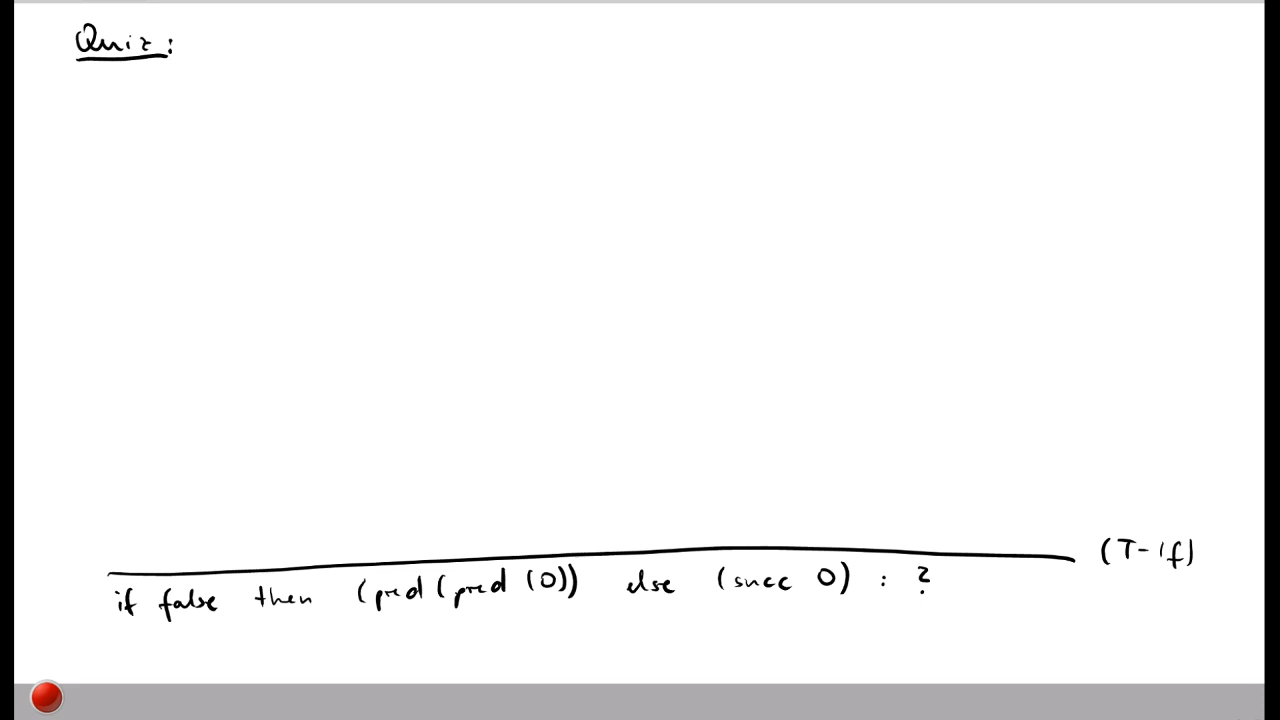 Quiz:
(T-If)
if false then (pred (pred (0)) else (succ 0) : ?